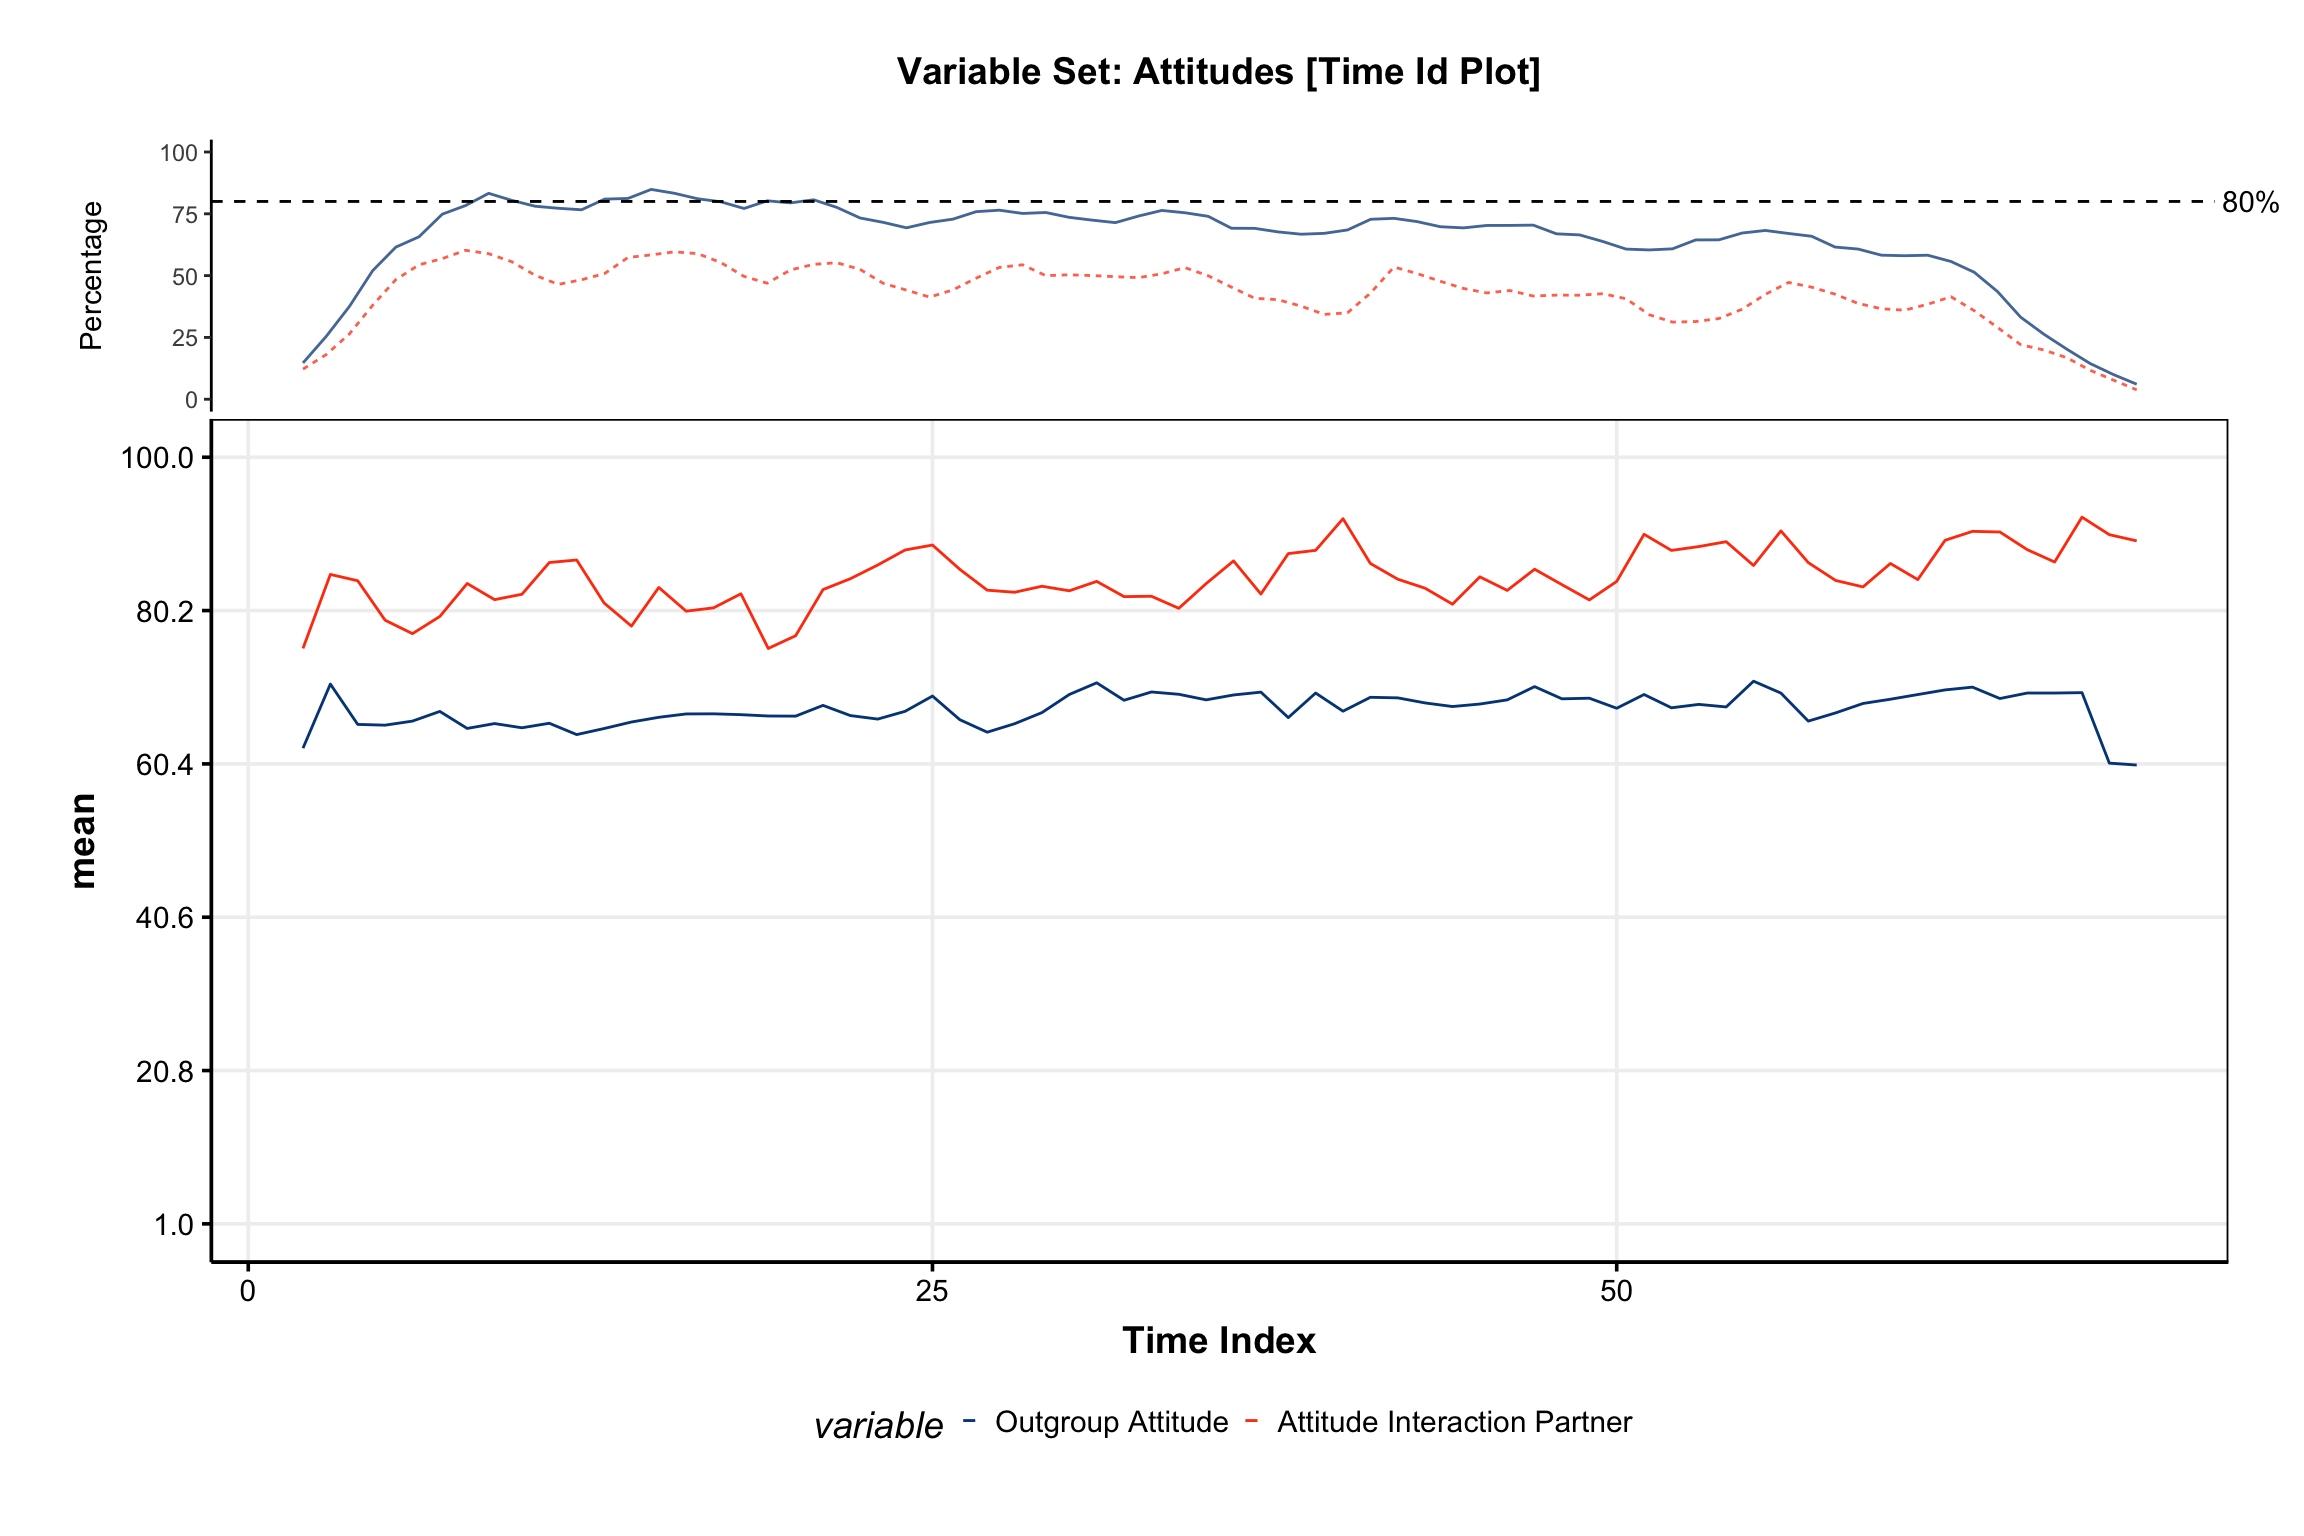 Variable Set: Attitudes [Time Id Plot]
Percentage
100
75
50
25
0
80%
mean
100.0
80.2
60.4
40.6
20.8
1.0
0 25 50
Time Index
variable Outgroup Attitude Attitude Interaction Partner